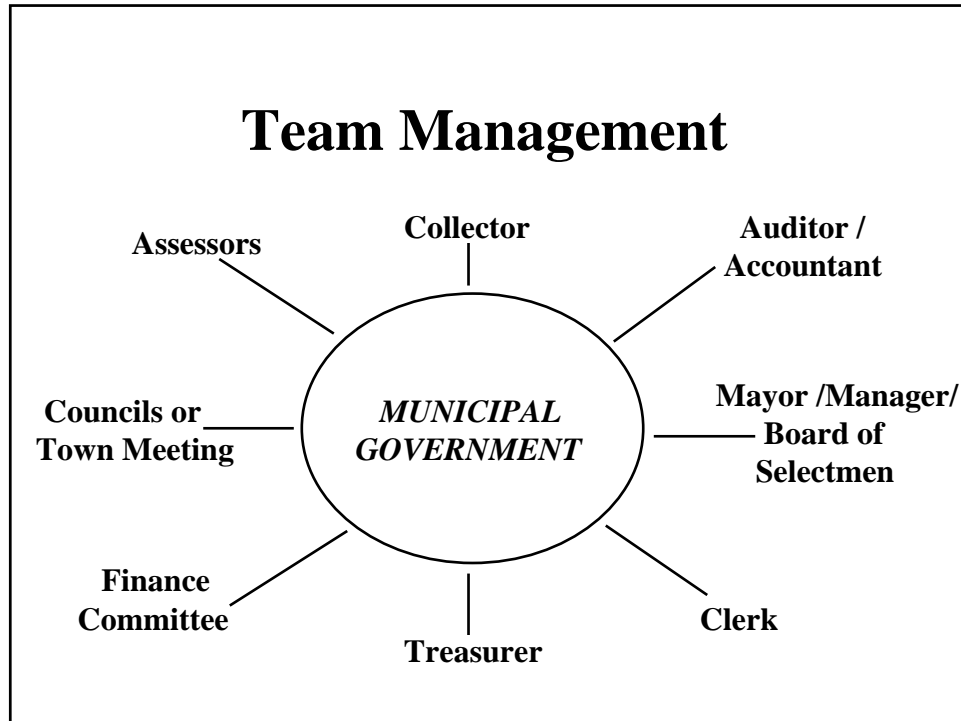 Team Management
Collector
Assessors
Auditor /
Accountant
Councils or
Town Meeting
MUNICIPAL
GOVERNMENT
Mayor /Manager/
Board of
Selectmen
Finance
Committee
Treasurer
Clerk